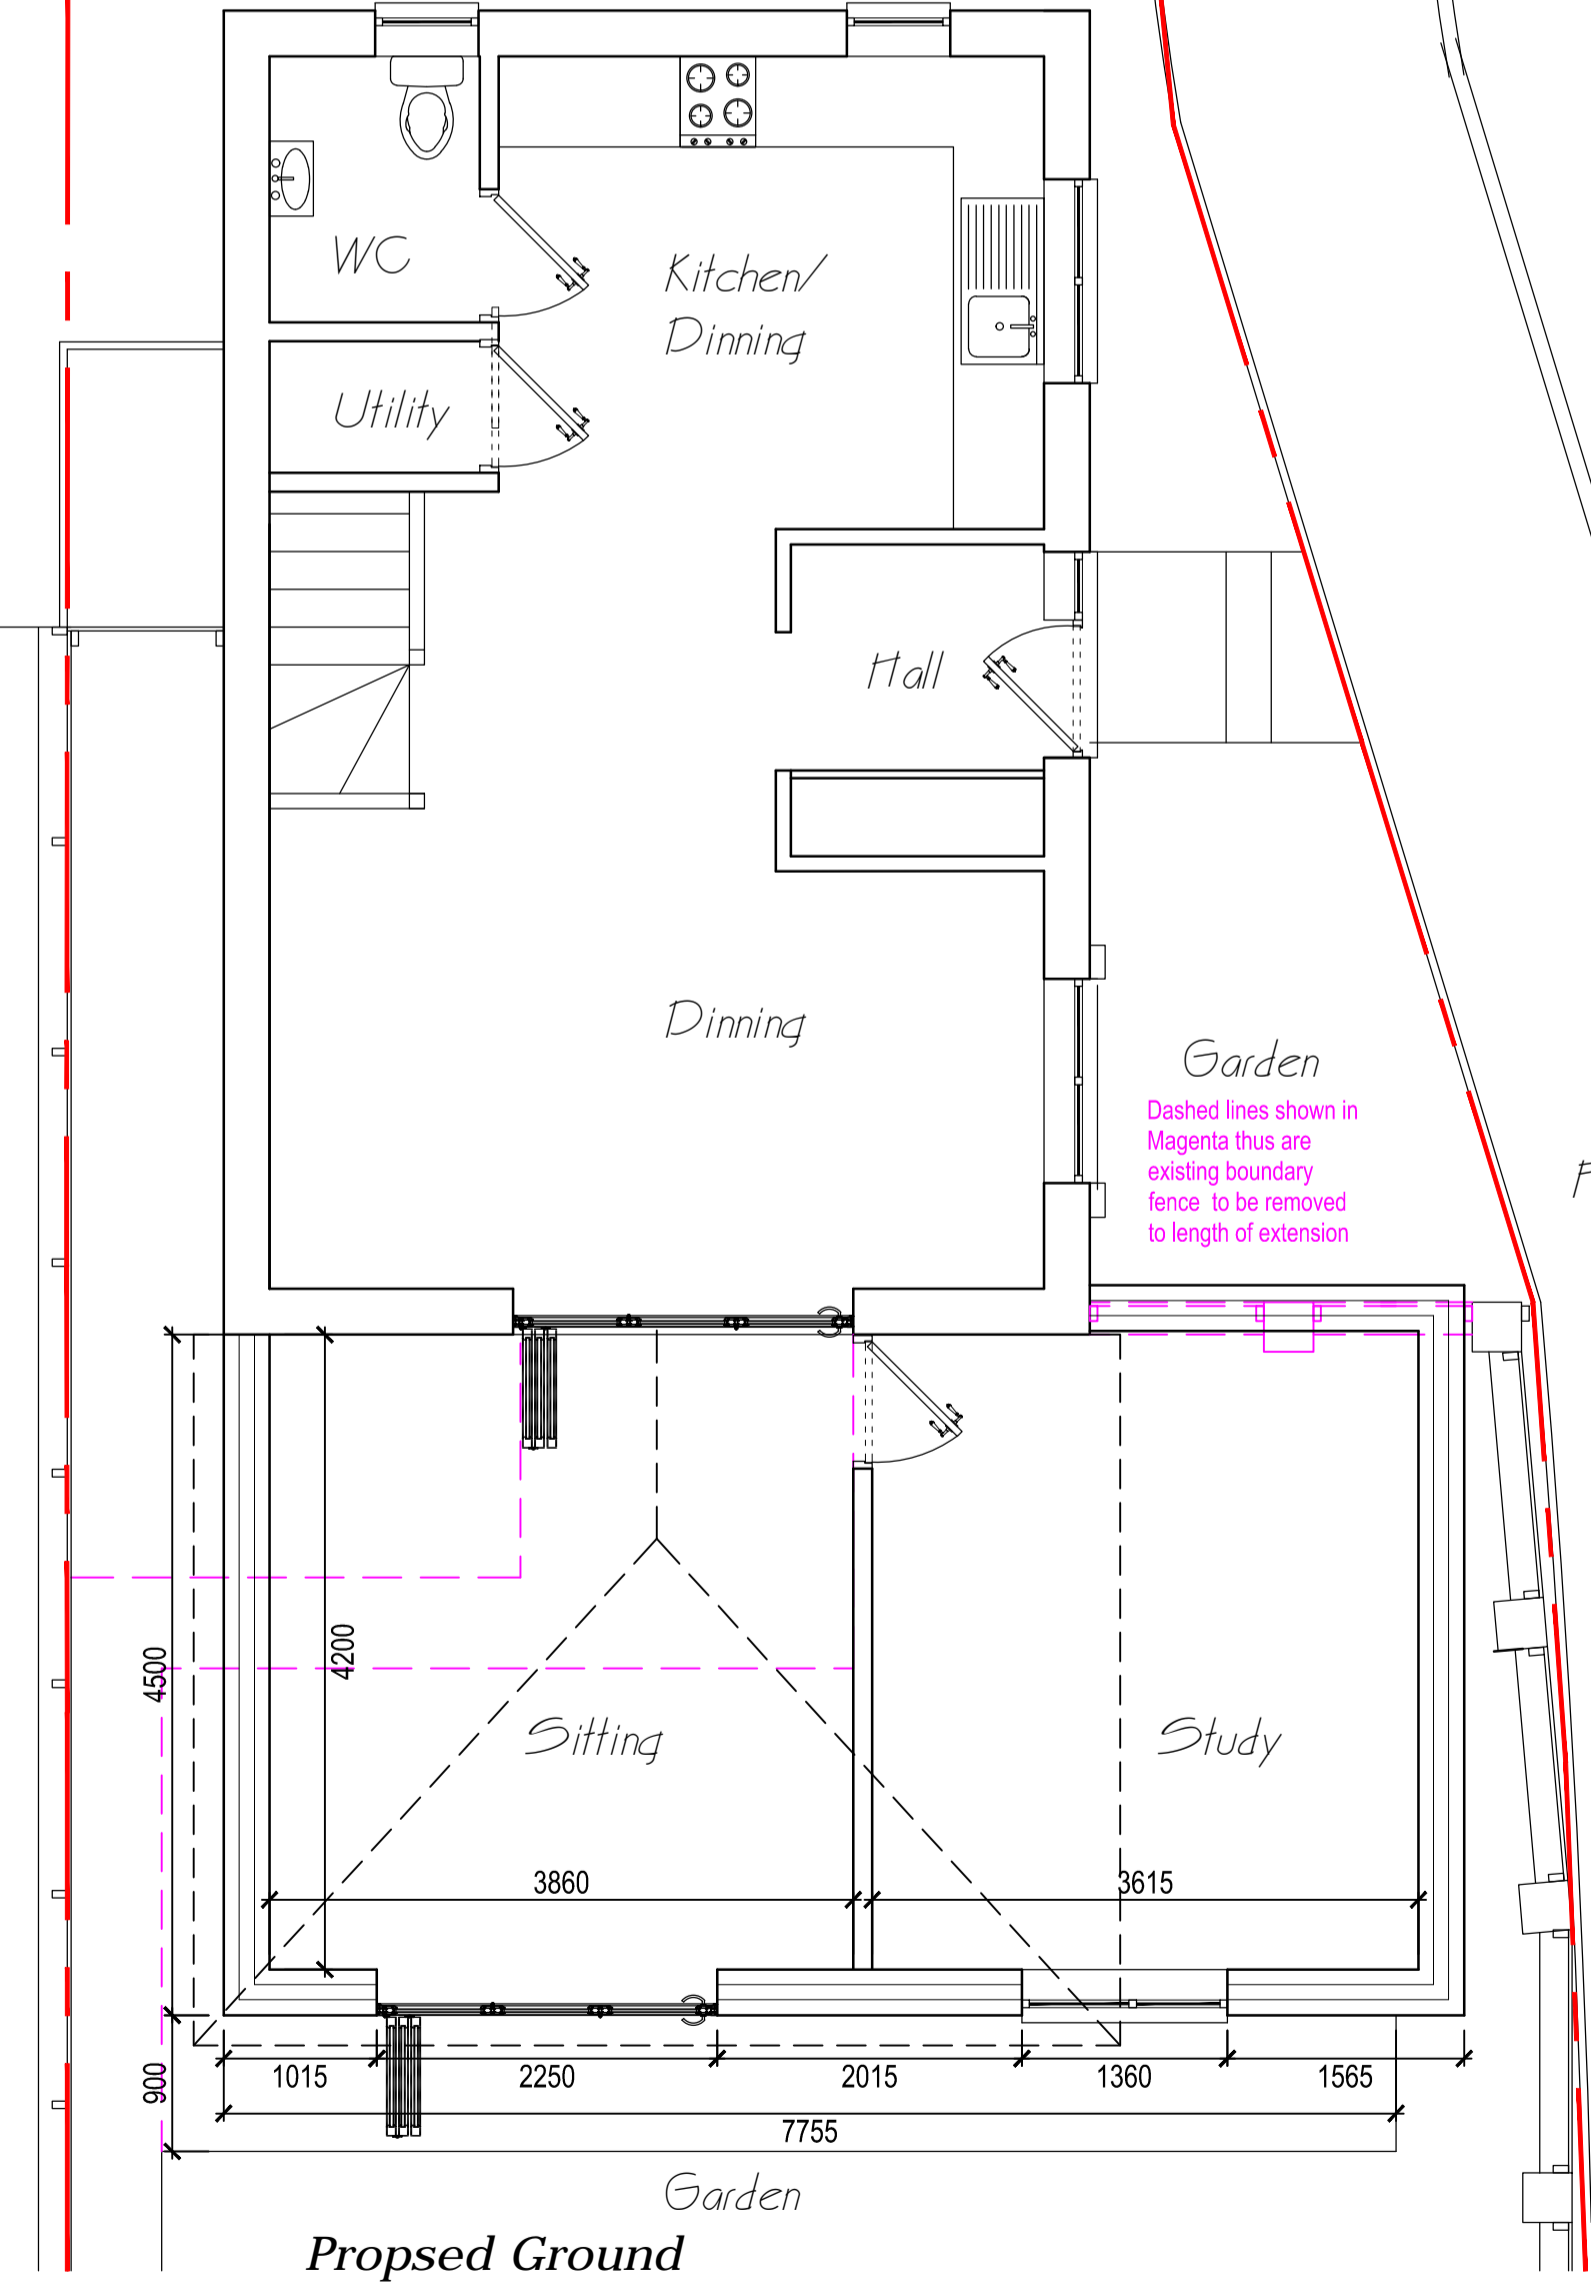 WC
Kitchen/
Dinning
Utility
Hall
Dinning
Garden
Dashed lines shown in
Magenta thus are
existing boundary
fence to be removed
to length of extension
4500
4200
Sitting
Study
3860
3615
900
1015
2250
2015
1360
1565
7755
Garden
Propsed Ground